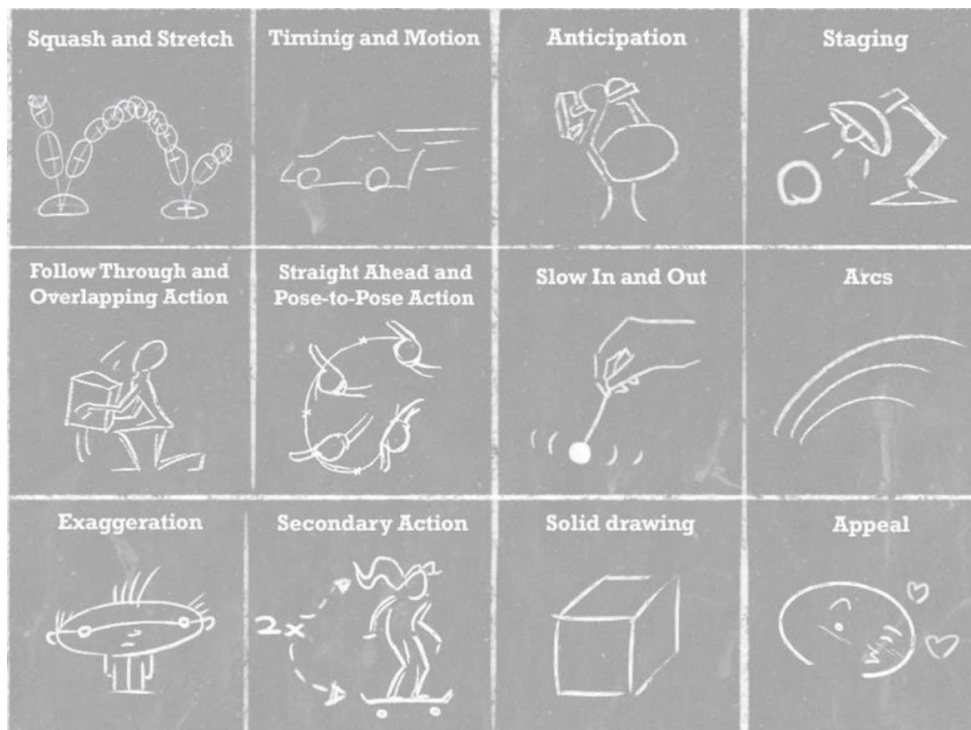 Squash and Stretch
Timinig and Motion
Anticipation
Staging
Follow Through and
Overlapping Action
Straight Ahead and
Pose-to-Pose Action
Slow In and Out
Arcs
Exaggeration
Secondary Action
2x
Solid drawing
Appeal